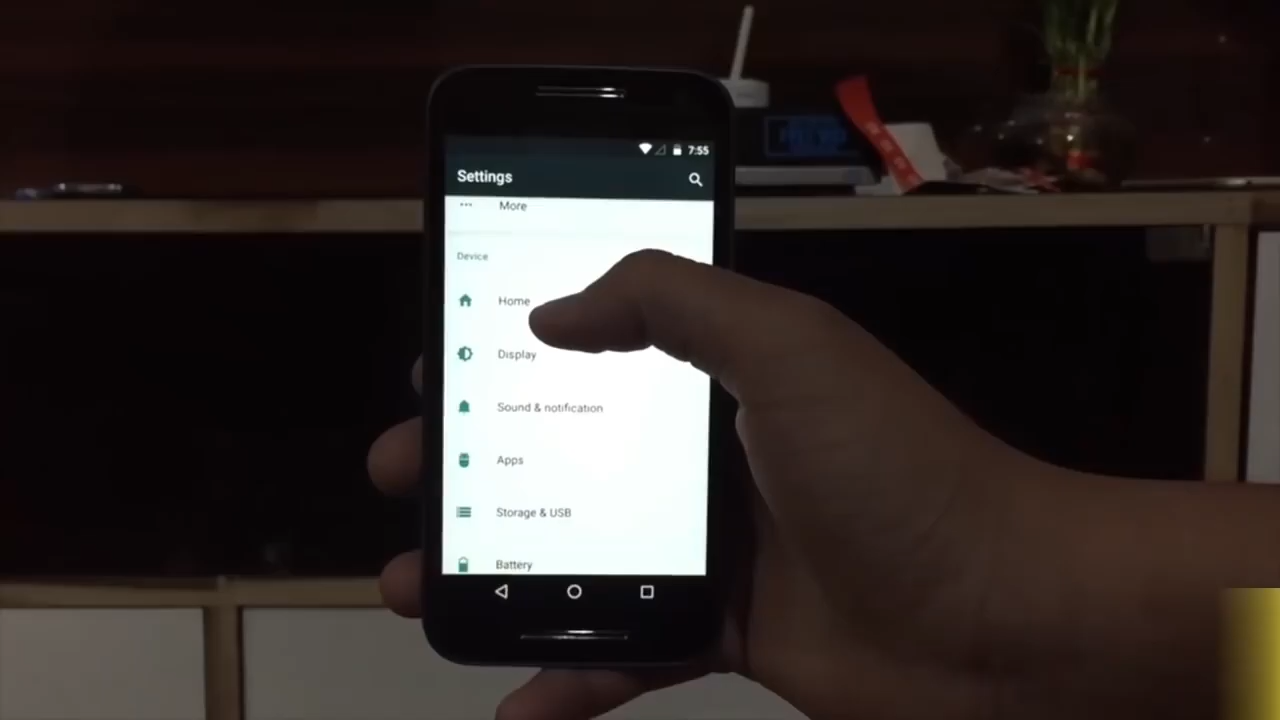 7:55
Settings
More
Device
Home
Display
Sound & notification
Apps
Storage & USB
Battery